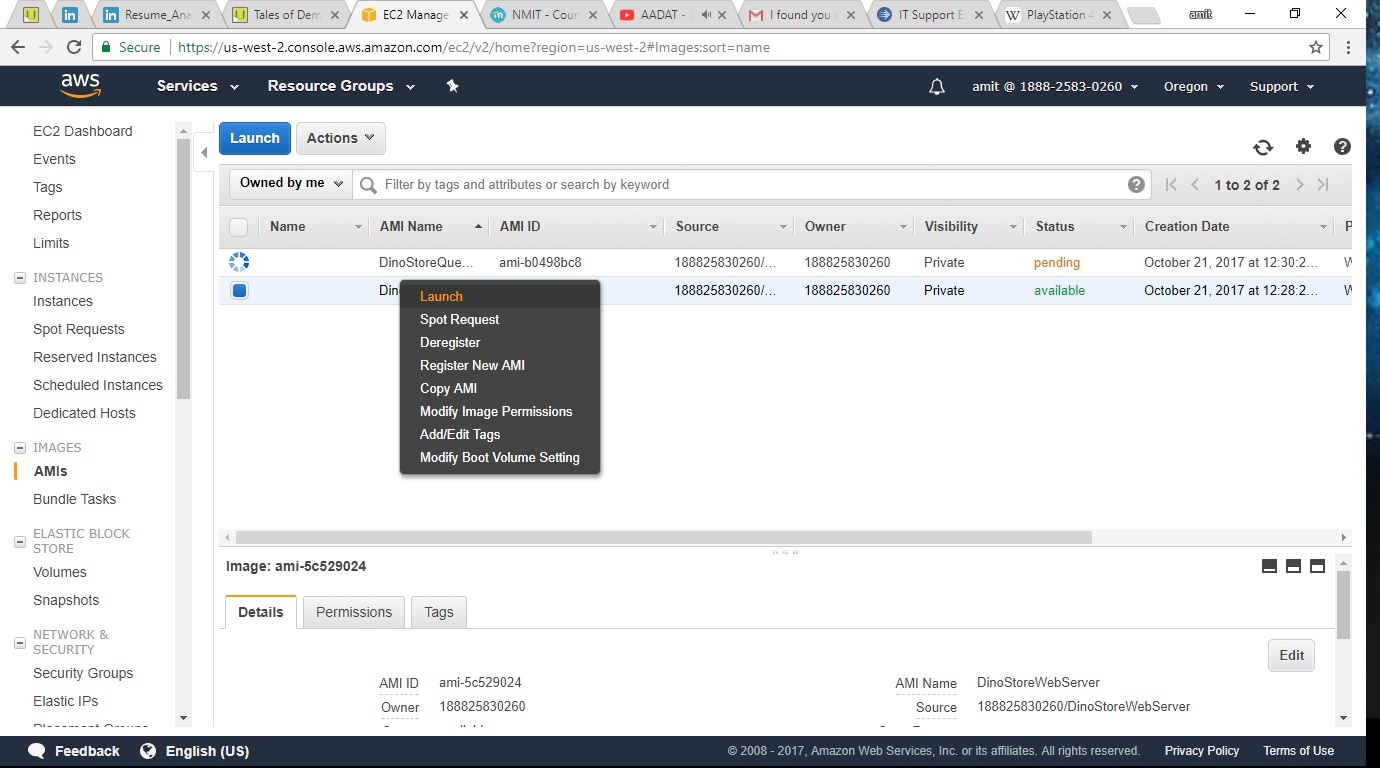 Resume_Ana
Tales of Dem
EC2 Manage
NMIT - Coun
AADAT - J
I found you a
IT Support E
PlayStation 4
amit
Secure
https://us-west-2.console.aws.amazon.com/ec2/v2/home?region=us-west-2#Images:sort=name
aws
Services
Resource Groups
amit @ 1888-2583-0260
Oregon
Support
EC2 Dashboard
Events
Tags
Reports
Limits
INSTANCES
Instances
Spot Requests
Reserved Instances
Scheduled Instances
Dedicated Hosts
IMAGES
AMIs
Bundle Tasks
ELASTIC BLOCK
STORE
Volumes
Snapshots
NETWORK &
SECURITY
Security Groups
Elastic IPs
Placement Groups
Launch
Actions
Owned by me
Filter by tags and attributes or search by keyword
1 to 2 of 2
Name AMI Name AMI ID Source Owner Visibility Status Creation Date P
DinoStoreQue... ami-b0498bc8 188825830260/... 188825830260 Private pending October 21, 2017 at 12:30:2... W
Din 188825830260/... 188825830260 Private available October 21, 2017 at 12:28:2... W
Launch
Spot Request
Deregister
Register New AMI
Copy AMI
Modify Image Permissions
Add/Edit Tags
Modify Boot Volume Setting
Image: ami-5c529024
Details
Permissions
Tags
Edit
AMI ID ami-5c529024
AMI Name DinoStoreWebServer
Owner 188825830260
Source 188825830260/DinoStoreWebServer
Feedback
English (US)
© 2008 - 2017, Amazon Web Services, Inc. or its affiliates. All rights reserved.
Privacy Policy
Terms of Use